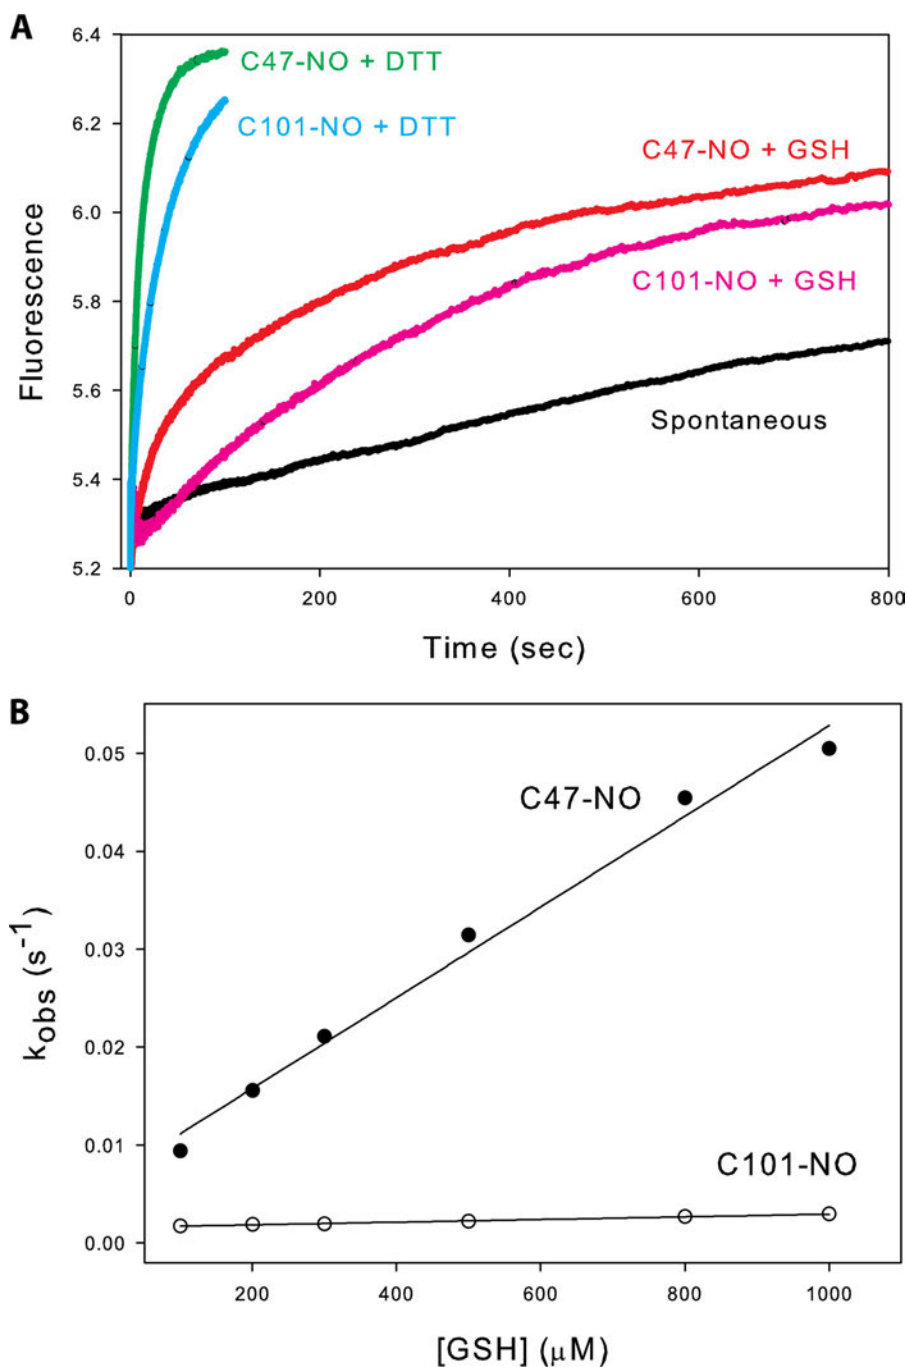 A
6.4
6.2
6.0
5.8
5.6
5.4
5.2
Fluorescence
C47-NO + DTT
C101-NO + DTT
C47-NO + GSH
C101-NO + GSH
Spontaneous
0 200 400 600 800
Time (sec)
B
0.05
0.04
0.03
0.02
0.01
0.00
kobs (s-1)
C47-NO
C101-NO
200 400 600 800 1000
[GSH] (μM)